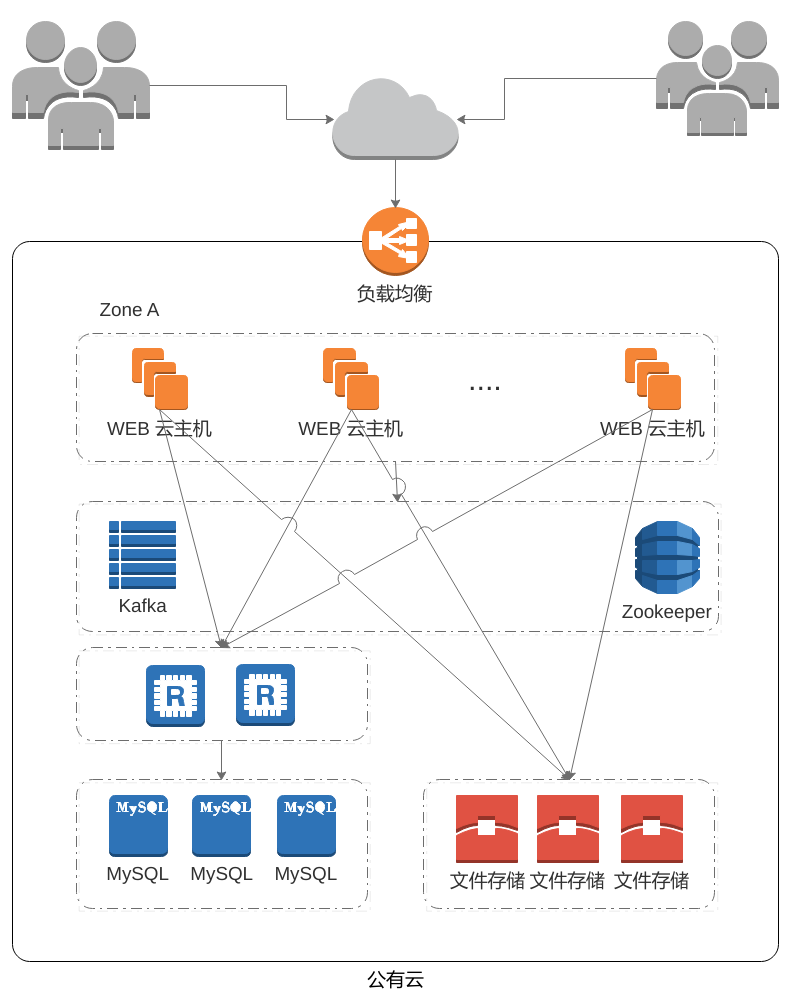 负载均衡
Zone A
....
WEB 云主机
WEB 云主机
WEB 云主机
Kafka
Zookeeper
R
R
MySQL
MySQL
MySQL
MySQL
MySQL
MySQL
文件存储
文件存储
文件存储
公有云